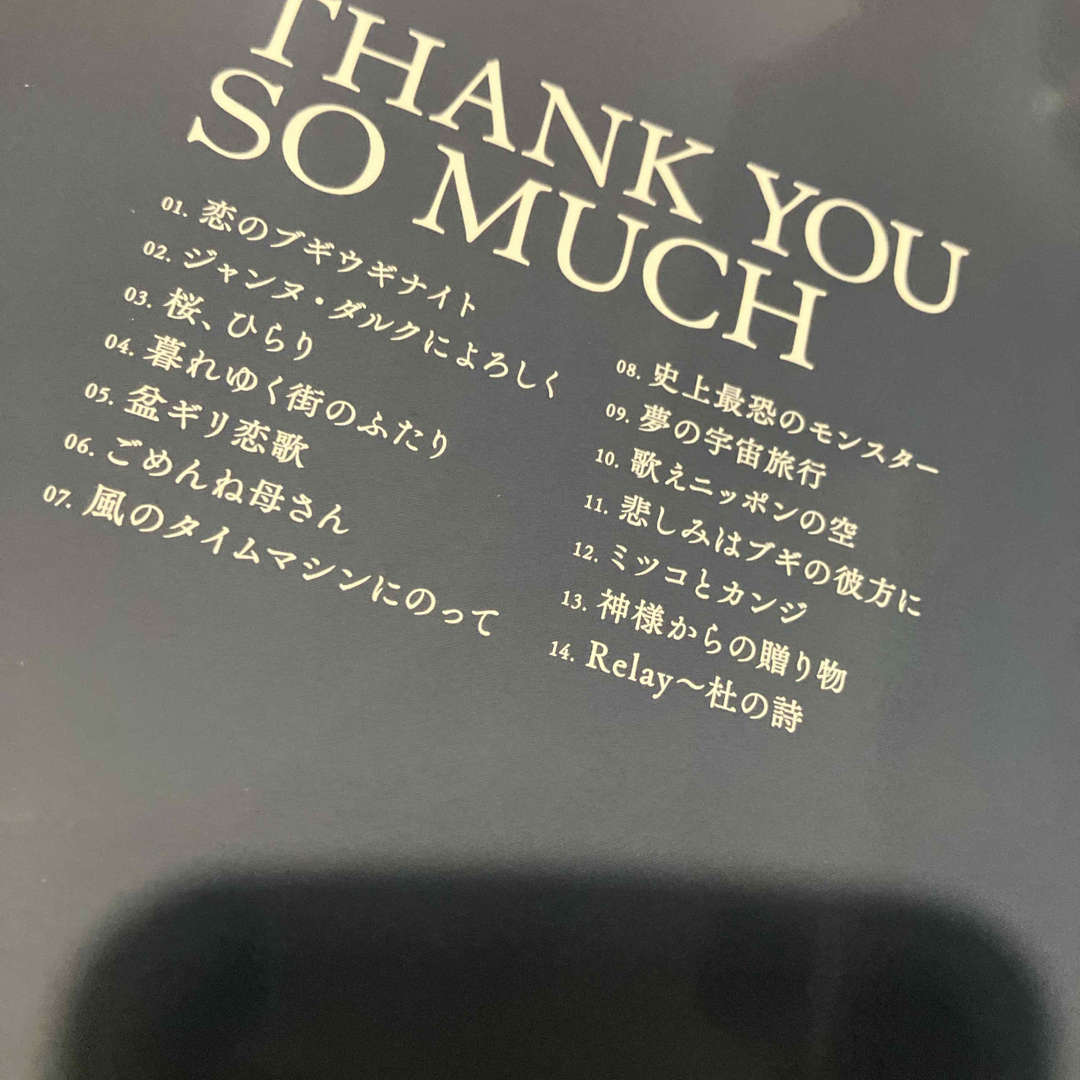 THANK YOU
SO MUCH
01. 恋のブギウギナイト
02. ジャンヌ・ダルクによろしく
03. 桜、ひらり
04. 暮れゆく街のふたり
05. 盆ギリ恋歌
06. ごめんね母さん
07. 風のタイムマシンにのって
08. 史上最恐のモンスター
09. 夢の宇宙旅行
10. 歌えニッポンの空
11. 悲しみはブギの彼方に
12. ミツコとカンジ
13. 神様からの贈り物
14. Relay〜杜の詩